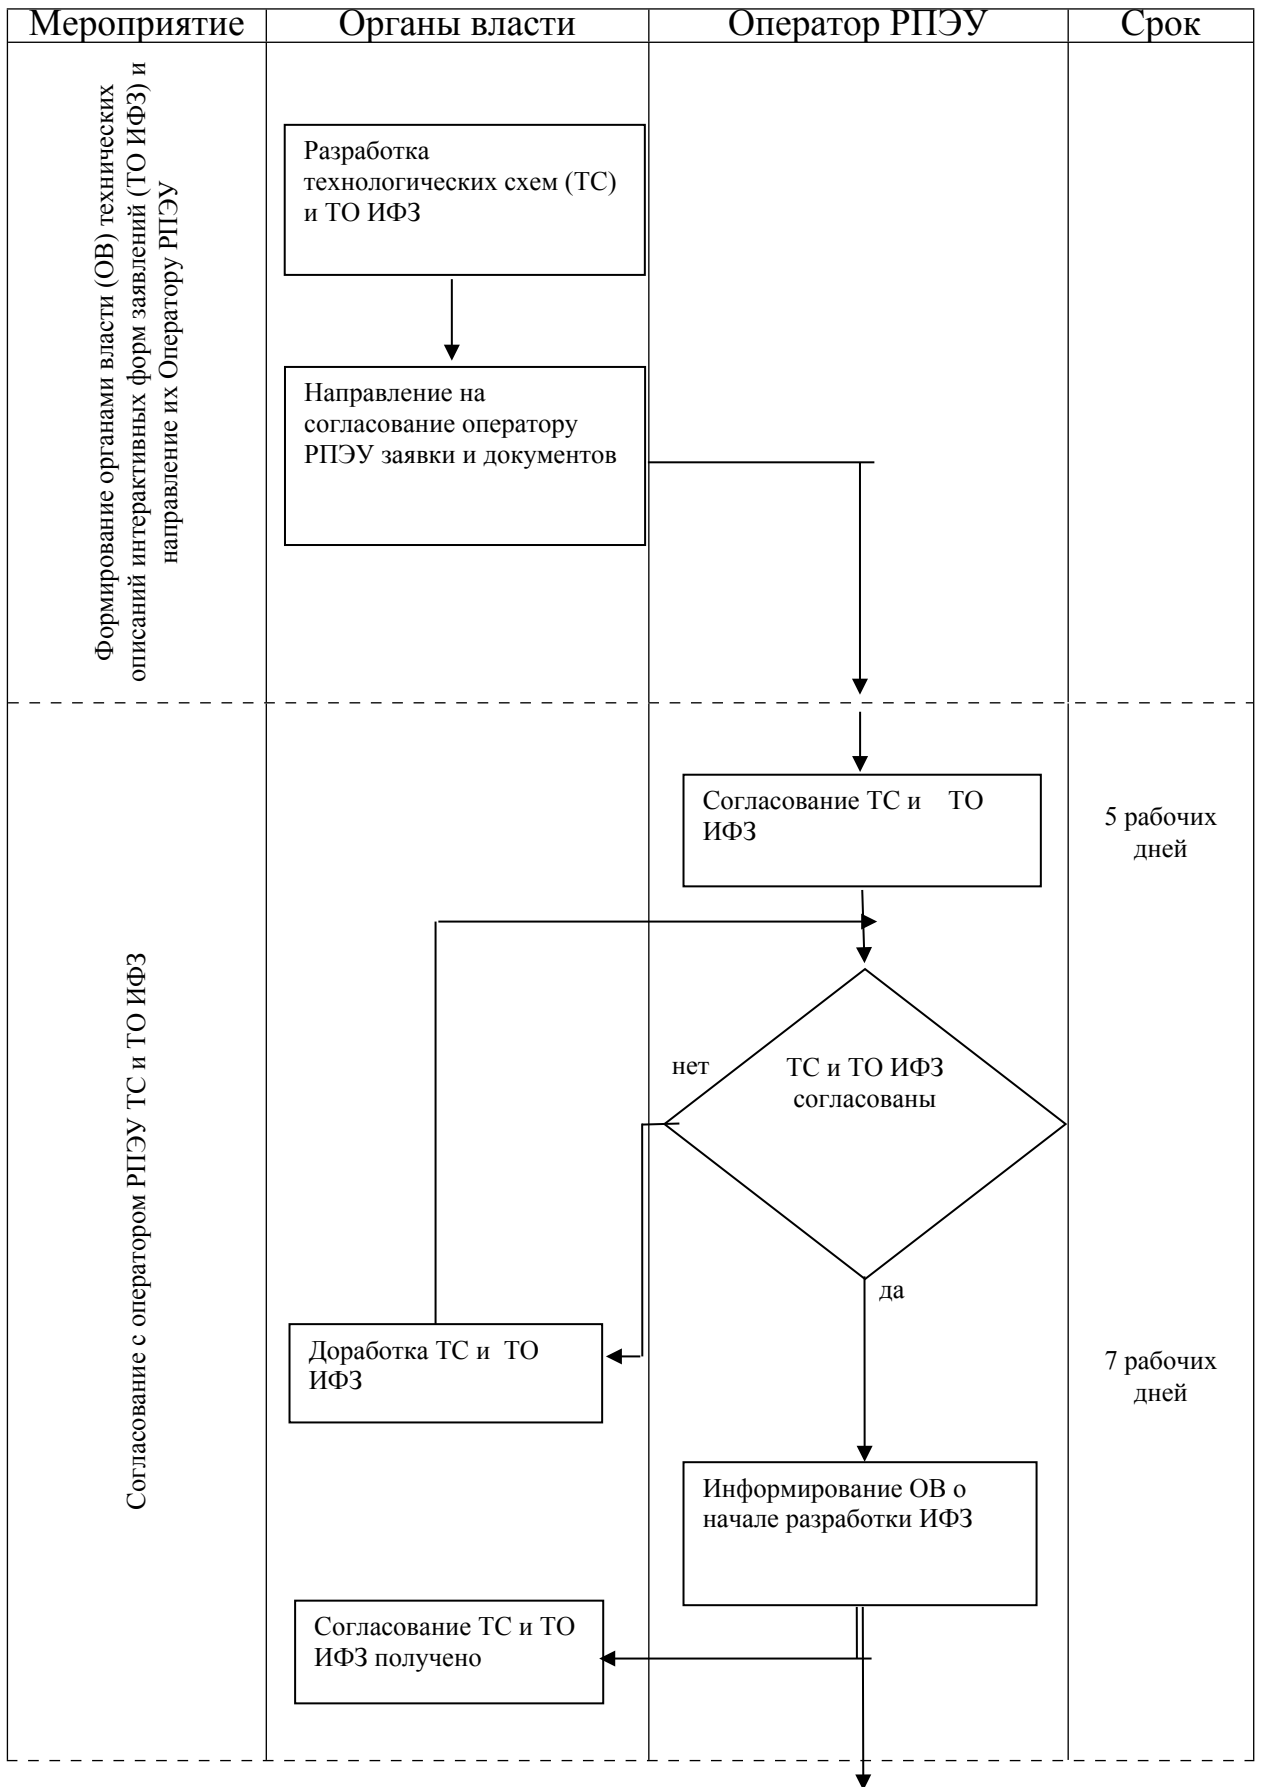 Мероприятие
Органы власти
Оператор РПЭУ
Срок
Формирование органами власти (ОВ) технических
описаний интерактивных форм заявлений (ТО ИФЗ) и
направление их Оператору РПЭУ
Разработка
технологических схем (ТС)
и ТО ИФЗ
Направление на
согласование оператору
РПЭУ заявки и документов
Согласование с оператором РПЭУ ТС и ТО ИФЗ
Согласование ТС и ТО
ИФЗ
5 рабочих
дней
нет
ТС и ТО ИФЗ
согласованы
да
Доработка ТС и ТО
ИФЗ
7 рабочих
дней
Информирование ОВ о
начале разработки ИФЗ
Согласование ТС и ТО
ИФЗ получено